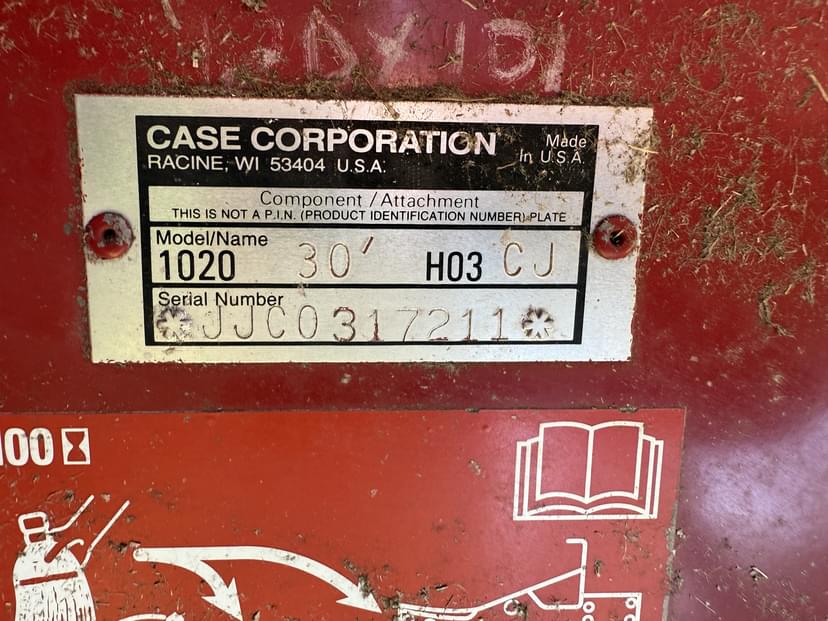 CASE CORPORATION
Made
In U.S.A.
RACINE, WI 53404 U.S.A.
Component / Attachment
THIS IS NOT A P.I.N. (PRODUCT IDENTIFICATION NUMBER) PLATE
Model/Name
1020 30' H03 CJ
Serial Number
*JJC0317211*
100